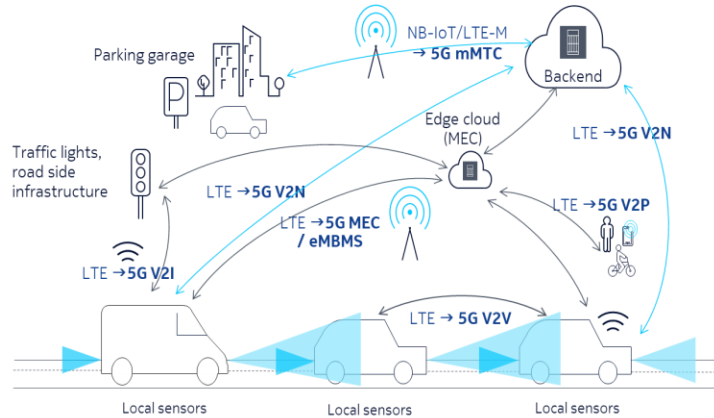 NB-IoT/LTE-M
→ 5G mMTC
Parking garage
P
Backend
Edge cloud
(MEC)
LTE → 5G V2N
Traffic lights,
road side
infrastructure
LTE →5G V2N
LTE →5G MEC
/ eMBMS
LTE →5G V2P
LTE →5G V2I
LTE → 5G V2V
Local sensors
Local sensors
Local sensors